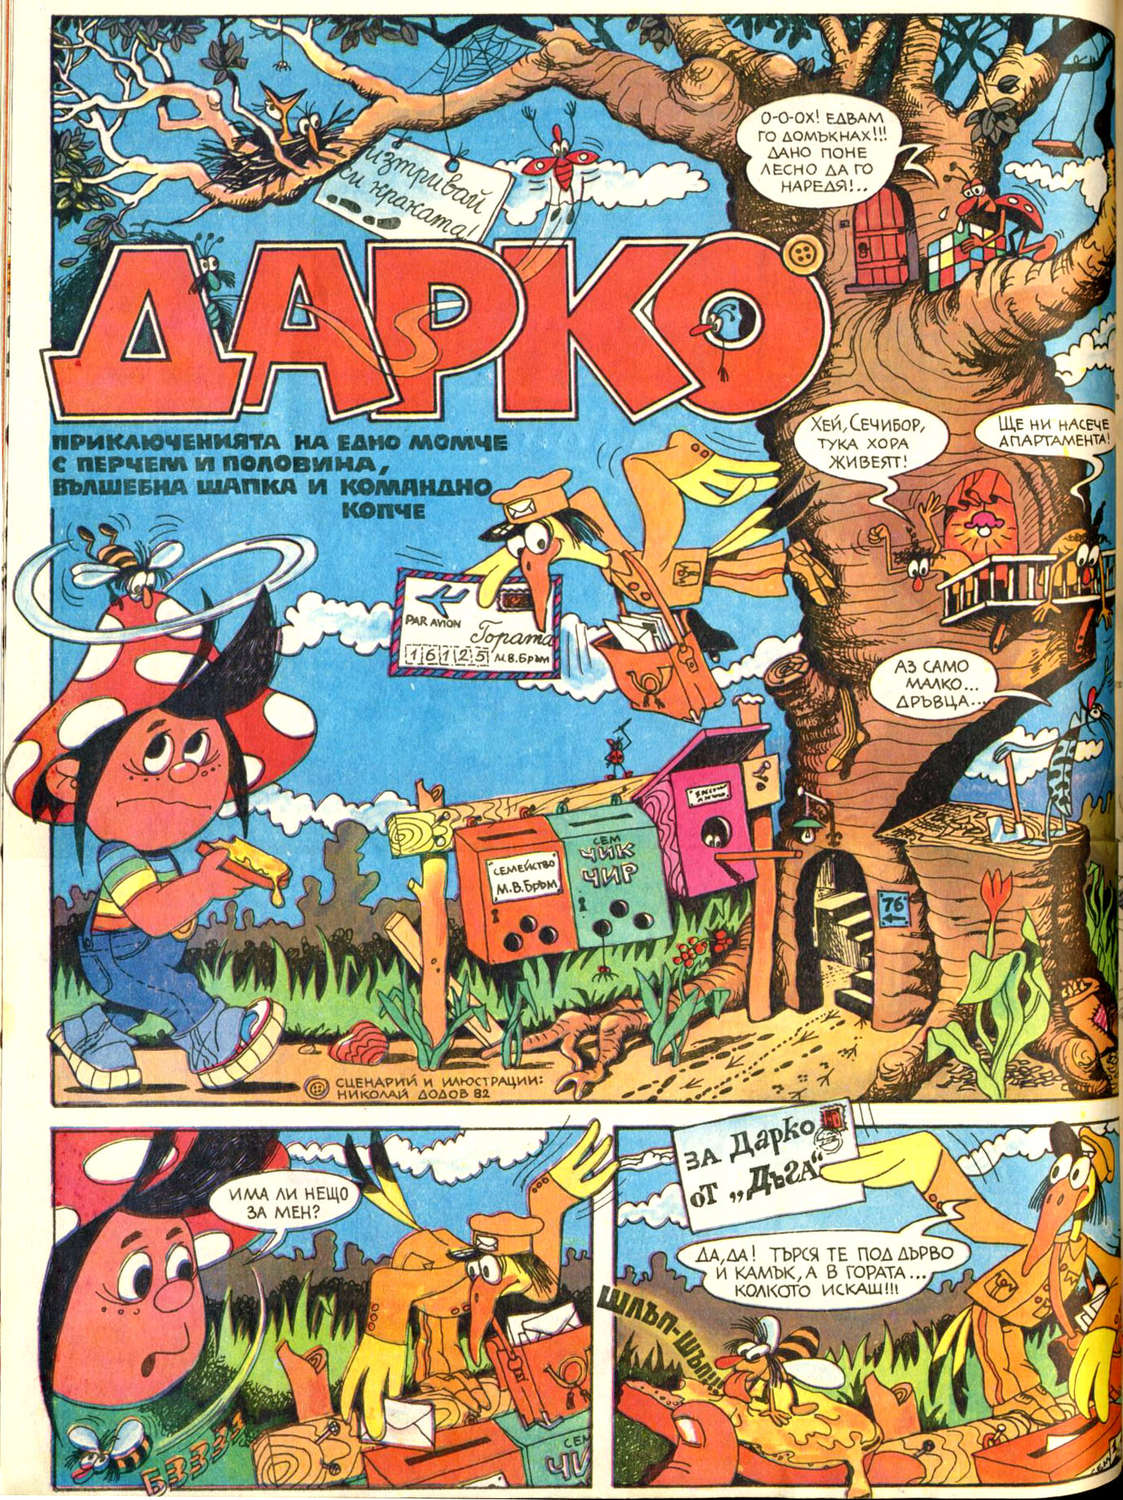 О-О-ОХ! ЕДВАМ
ГО ДОМЪКНАХ!!!
ДАНО ПОНЕ
ЛЕСНО ДА ГО
НАРЕДЯ!..
изтривай
си краката!
ДАРКО
ПРИКЛЮЧЕНИЯТА НА ЕДНО МОМЧЕ
С ПЕРЧЕМ И ПОЛОВИНА,
ВЪЛШЕБНА ШАПКА И КОМАНДНО
КОПЧЕ
ХЕЙ, СЕЧИБОР,
ТУКА ХОРА
ЖИВЕЯТ!
ЩЕ НИ НАСЕЧЕ
АПАРТАМЕНТА!
PAR AVION
Гората
16125 М.В.Бръм
АЗ САМО
МАЛКО...
ДРЪВЦА...
"СЕМЕЙСТВО"
М.В.БРЪМ
СЕМ
ЧИК
ЧИР
76
СЦЕНАРИЙ И ИЛЮСТРАЦИИ:
НИКОЛАЙ ДОДОВ 82
ИМА ЛИ НЕЩО
ЗА МЕН?
БЗЗЗЗ
СЕМ
ЧИ
ЗА Дарко
от „Дъга"
ДА, ДА! ТЪРСЯ ТЕ ПОД ДЪРВО
И КАМЪК, А В ГОРАТА...
КОЛКОТО ИСКАШ!!!
ШЛЪП-ШЪЛП!!!